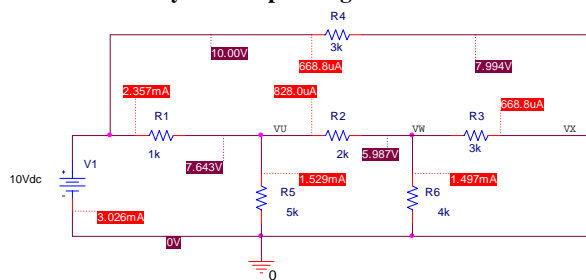 R4
3k
10.00V
668.8uA
7.994V
2.357mA
828.0uA
668.8uA
R1
VU
R2
VW
R3
VX
1k
2k
3k
7.643V
5.987V
V1
10Vdc
1.529mA
1.497mA
R5
R6
5k
4k
3.026mA
0V
0